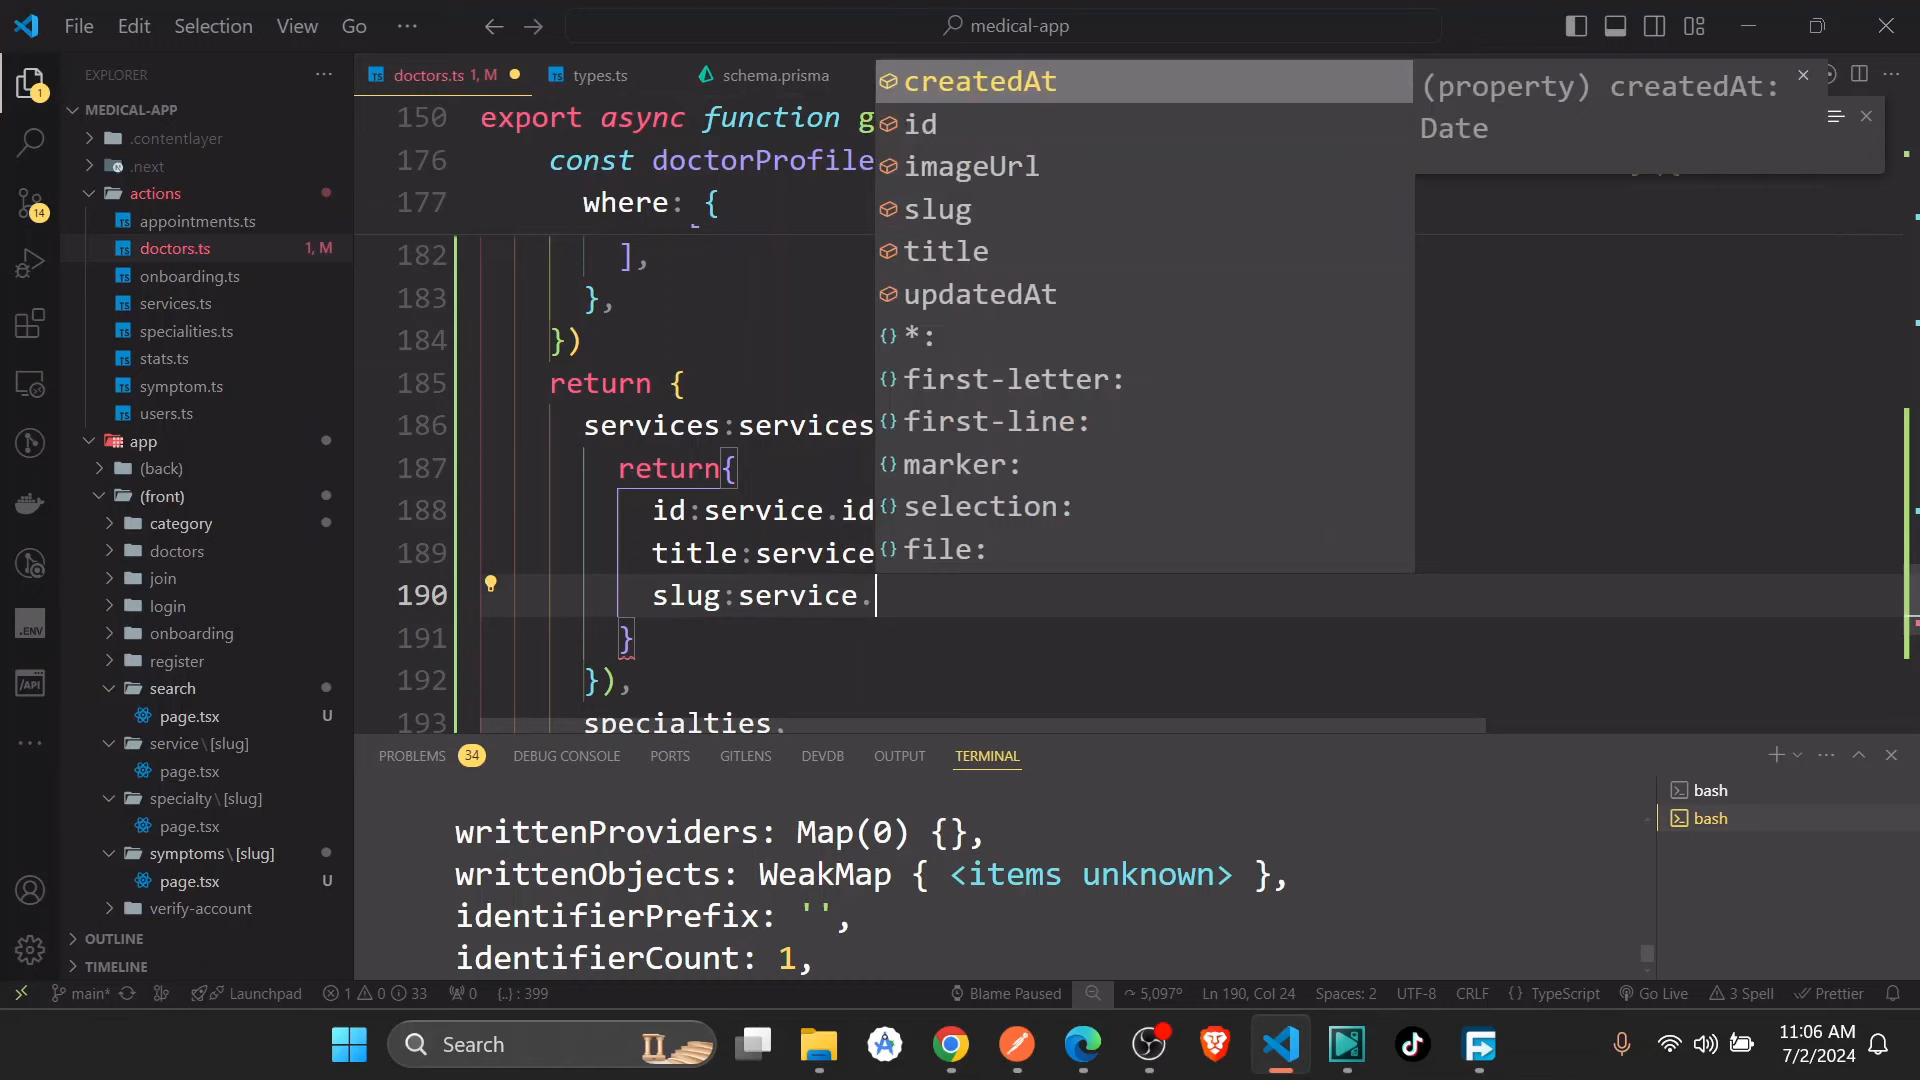 File Edit Selection View Go ···
medical-app
EXPLORER
MEDICAL-APP
.contentlayer
.next
actions
appointments.ts
doctors.ts 1, M
onboarding.ts
services.ts
specialities.ts
stats.ts
symptom.ts
users.ts
app
(back)
(front)
category
doctors
join
login
onboarding
register
search
page.tsx U
service\[slug]
page.tsx
specialty\[slug]
page.tsx
symptoms\[slug]
page.tsx U
verify-account
OUTLINE
TIMELINE
1
14
.ENV
/API
doctors.ts 1, M
types.ts
schema.prisma
150 export async function g
176 const doctorProfile
177 where: {
182 ],
183 },
184 })
185 return {
186 services:services
187 return{
188 id:service.id
189 title:service
190 slug:service.
191 }
192 }),
193 specialties,
createdAt
id
imageUrl
slug
title
updatedAt
*:
first-letter:
first-line:
marker:
selection:
file:
(property) createdAt:
Date
PROBLEMS 34 DEBUG CONSOLE PORTS GITLENS DEVDB OUTPUT TERMINAL
writtenProviders: Map(0) {},
writtenObjects: WeakMap { <items unknown> },
identifierPrefix: '',
identifierCount: 1,
bash
bash
main* Launchpad 1 0 33 0 {..} : 399 Blame Paused 5,097º Ln 190, Col 24 Spaces: 2 UTF-8 CRLF {} TypeScript Go Live 3 Spell Prettier
Search
11:06 AM
7/2/2024